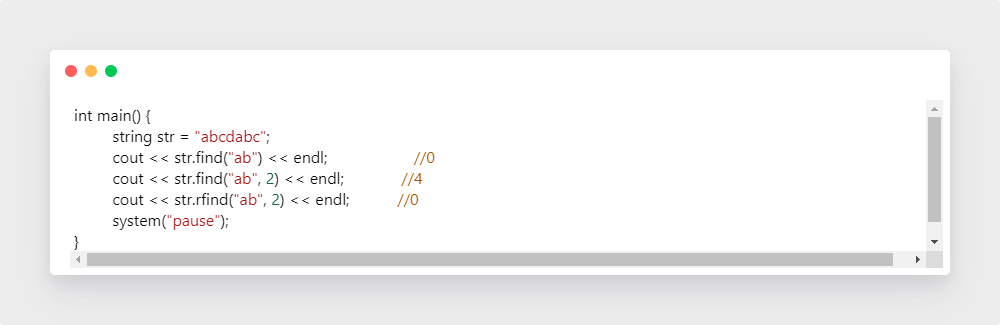 int main() {
string str = "abcdabc";
cout << str.find("ab") << endl; //0
cout << str.find("ab", 2) << endl; //4
cout << str.rfind("ab", 2) << endl; //0
system("pause");
}